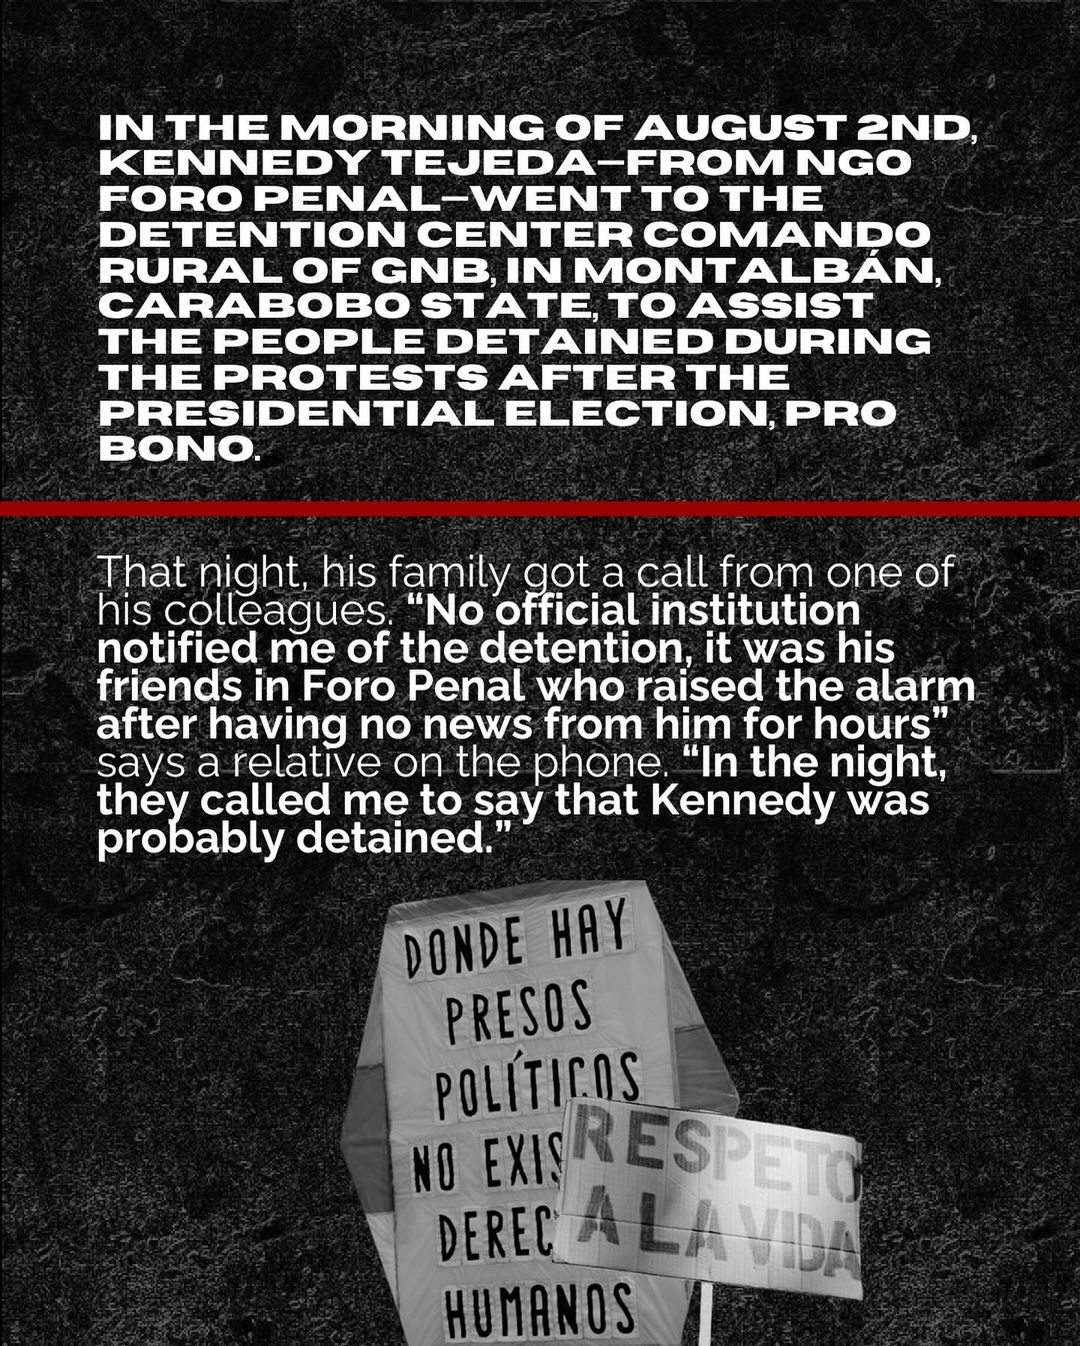 IN THE MORNING OF AUGUST 2ND,
KENNEDY TEJEDA—FROM NGO
FORO PENAL—WENT TO THE
DETENTION CENTER COMANDO
RURAL OF GNB, IN MONTALBÁN,
CARABOBO STATE, TO ASSIST
THE PEOPLE DETAINED DURING
THE PROTESTS AFTER THE
PRESIDENTIAL ELECTION, PRO
BONO.
That night, his family got a call from one of
his colleagues. “No official institution
notified me of the detention, it was his
friends in Foro Penal who raised the alarm
after having no news from him for hours”
says a relative on the phone. “In the night,
they called me to say that Kennedy was
probably detained.”
DONDE HAY
PRESOS
POLÍTICOS
NO EXIS
DEREC
HUMANOS
RESPETO
A LA VIDA